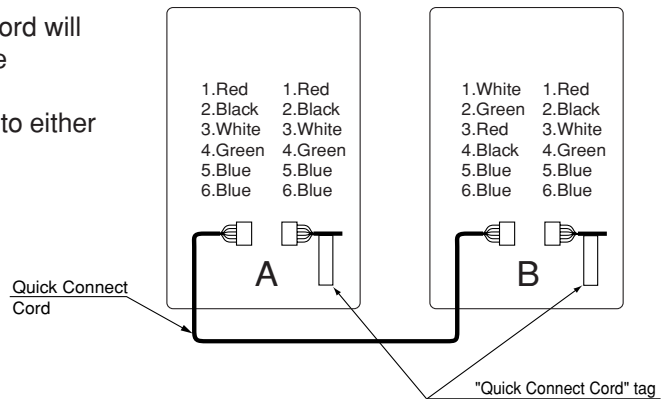 ord will
e
to either
1.Red 1.Red
2.Black 2.Black
3.White 3.White
4.Green 4.Green
5.Blue 5.Blue
6.Blue 6.Blue
A
1.White 1.Red
2.Green 2.Black
3.Red 3.White
4.Black 4.Green
5.Blue 5.Blue
6.Blue 6.Blue
B
Quick Connect
Cord
"Quick Connect Cord" tag